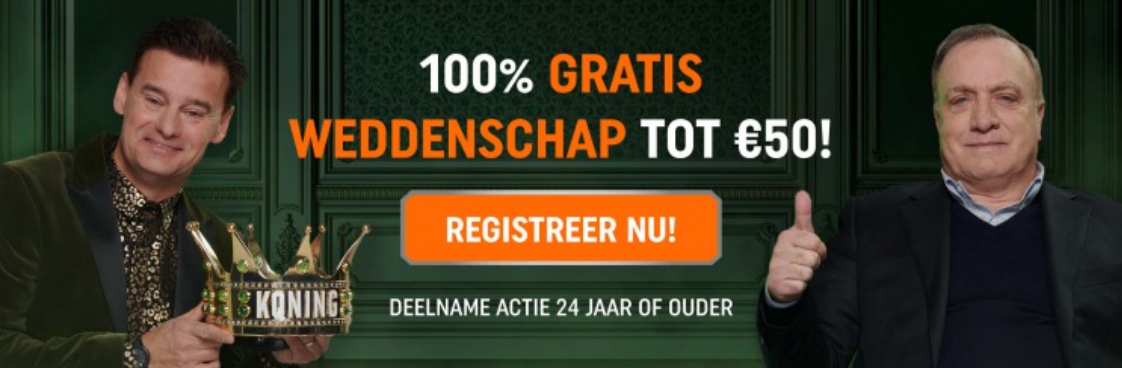 100% GRATIS
WEDDENSCHAP TOT €50!
REGISTREER NU!
KONING
DEELNAME ACTIE 24 JAAR OF OUDER